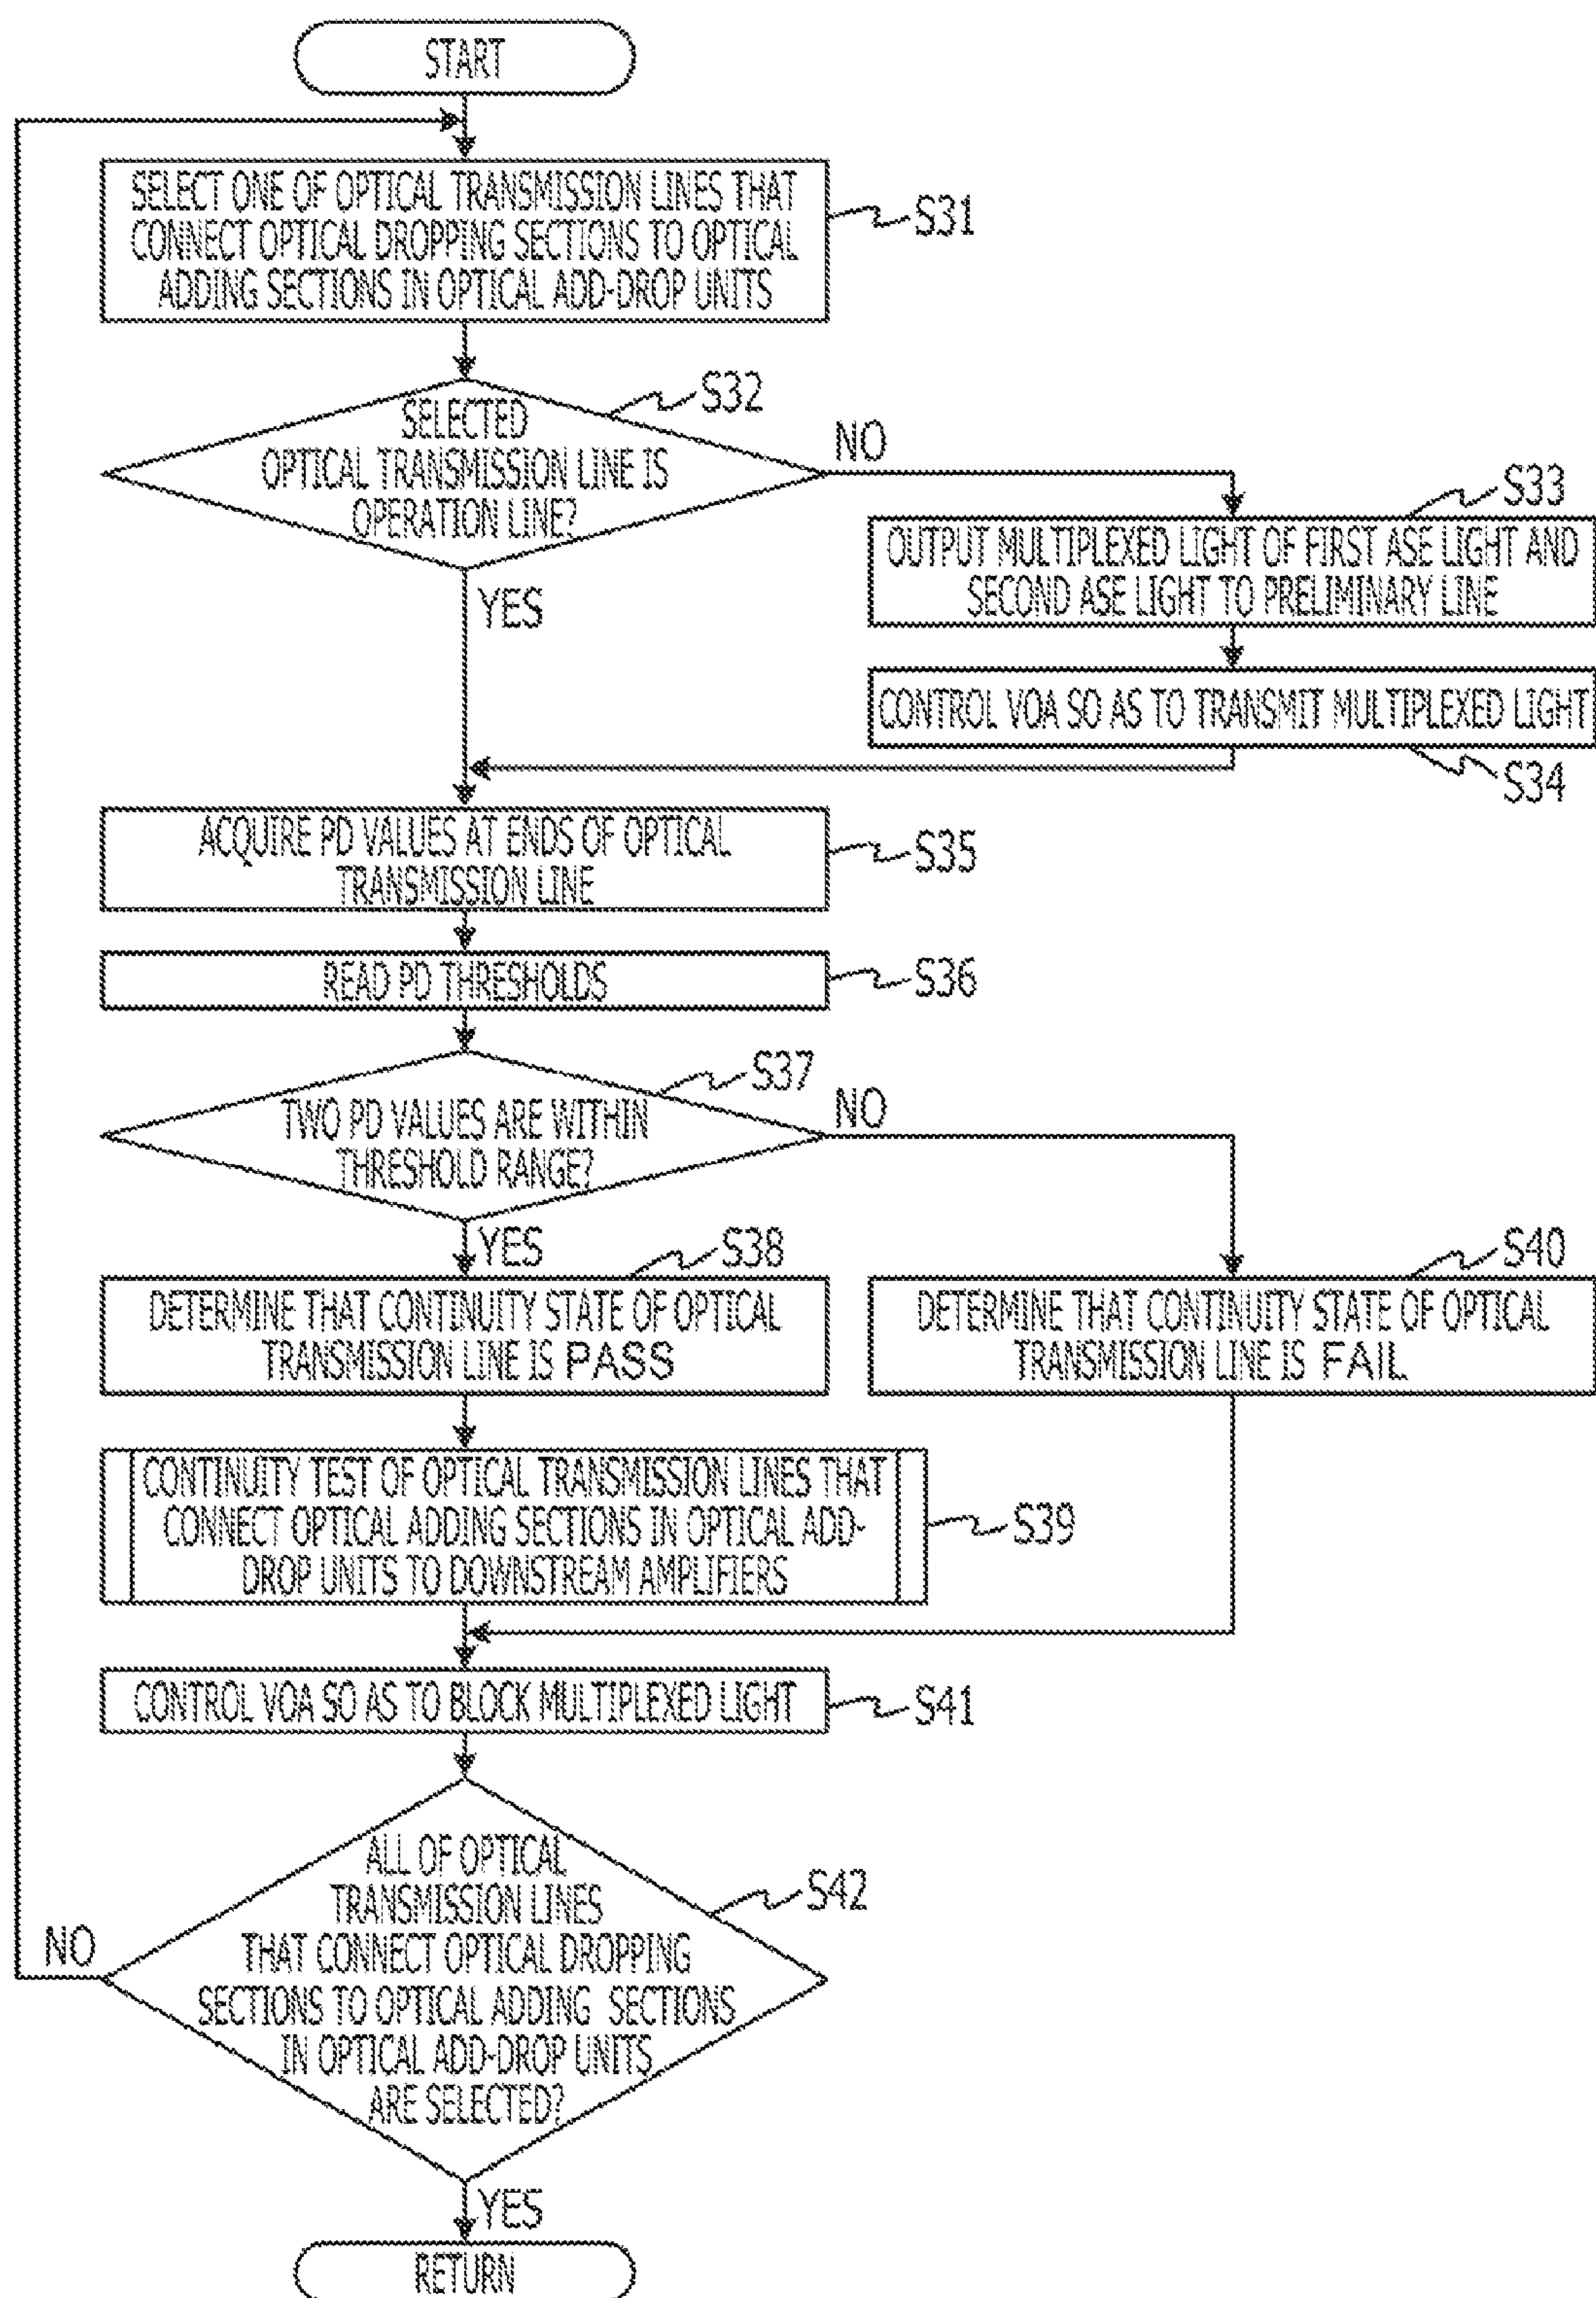 START
SELECT ONE OF OPTICAL TRANSMISSION LINES THAT
CONNECT OPTICAL DROPPING SECTIONS TO OPTICAL
ADDING SECTIONS IN OPTICAL ADD-DROP UNITS
S31
S32
SELECTED
OPTICAL TRANSMISSION LINE IS
OPERATION LINE?
NO
YES
S33
OUTPUT MULTIPLEXED LIGHT OF FIRST ASE LIGHT AND
SECOND ASE LIGHT TO PRELIMINARY LINE
CONTROL VOA SO AS TO TRANSMIT MULTIPLEXED LIGHT
S34
ACQUIRE PD VALUES AT ENDS OF OPTICAL
TRANSMISSION LINE
S35
READ PD THRESHOLDS
S36
S37
TWO PD VALUES ARE WITHIN
THRESHOLD RANGE?
NO
YES
S38
DETERMINE THAT CONTINUITY STATE OF OPTICAL
TRANSMISSION LINE IS PASS
S40
DETERMINE THAT CONTINUITY STATE OF OPTICAL
TRANSMISSION LINE IS FAIL
CONTINUITY TEST OF OPTICAL TRANSMISSION LINES THAT
CONNECT OPTICAL ADDING SECTIONS IN OPTICAL ADD-
DROP UNITS TO DOWNSTREAM AMPLIFIERS
S39
CONTROL VOA SO AS TO BLOCK MULTIPLEXED LIGHT
S41
ALL OF OPTICAL
TRANSMISSION LINES
THAT CONNECT OPTICAL DROPPING
SECTIONS TO OPTICAL ADDING SECTIONS
IN OPTICAL ADD-DROP UNITS
ARE SELECTED?
S42
NO
YES
RETURN